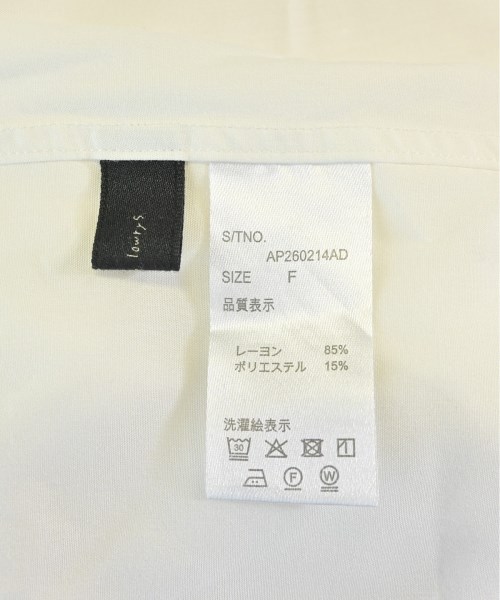 lowrys
S/TNO.
AP260214AD
SIZE F
品質表示
レーヨン 85%
ポリエステル 15%
洗濯絵表示
30
F W